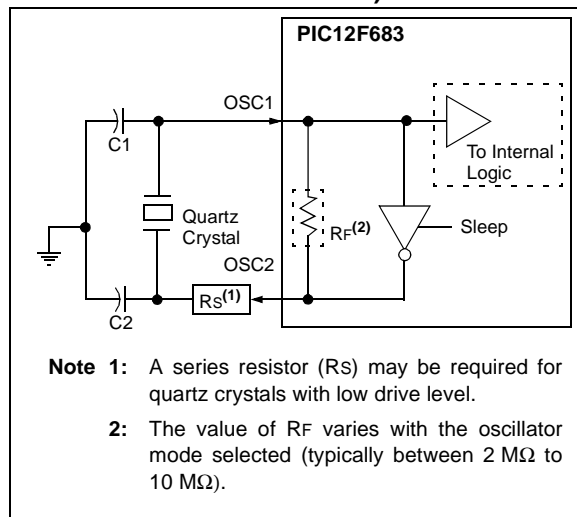 PIC12F683
OSC1
C1
To Internal
Logic
Quartz
Crystal
RF(2)
Sleep
OSC2
RS(1)
C2
Note 1: A series resistor (RS) may be required for
quartz crystals with low drive level.
2: The value of RF varies with the oscillator
mode selected (typically between 2 MΩ to
10 MΩ).